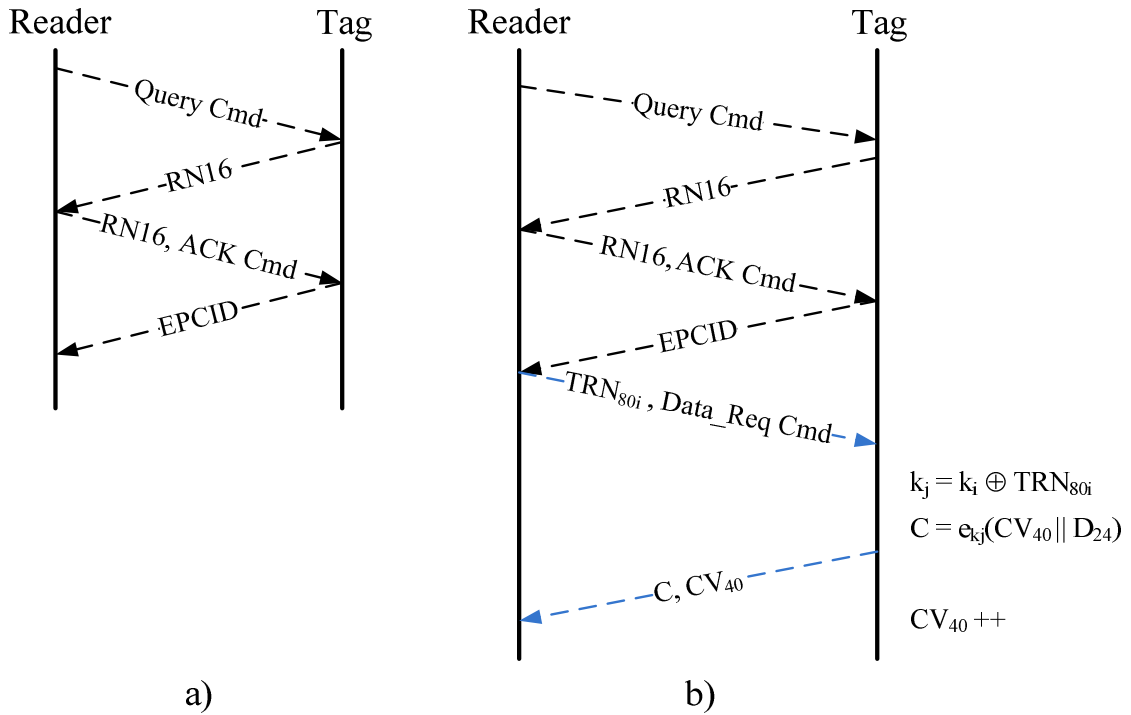 Reader Tag
Query Cmd
RN16
RN16, ACK Cmd
EPCID
a)
Reader Tag
Query Cmd
RN16
RN16, ACK Cmd
EPCID
TRN₈₀ᵢ , Data_Req Cmd
kⱼ = kᵢ ⊕ TRN₈₀ᵢ
C = eₖⱼ(CV₄₀ || D₂₄)
C, CV₄₀
CV₄₀ ++
b)